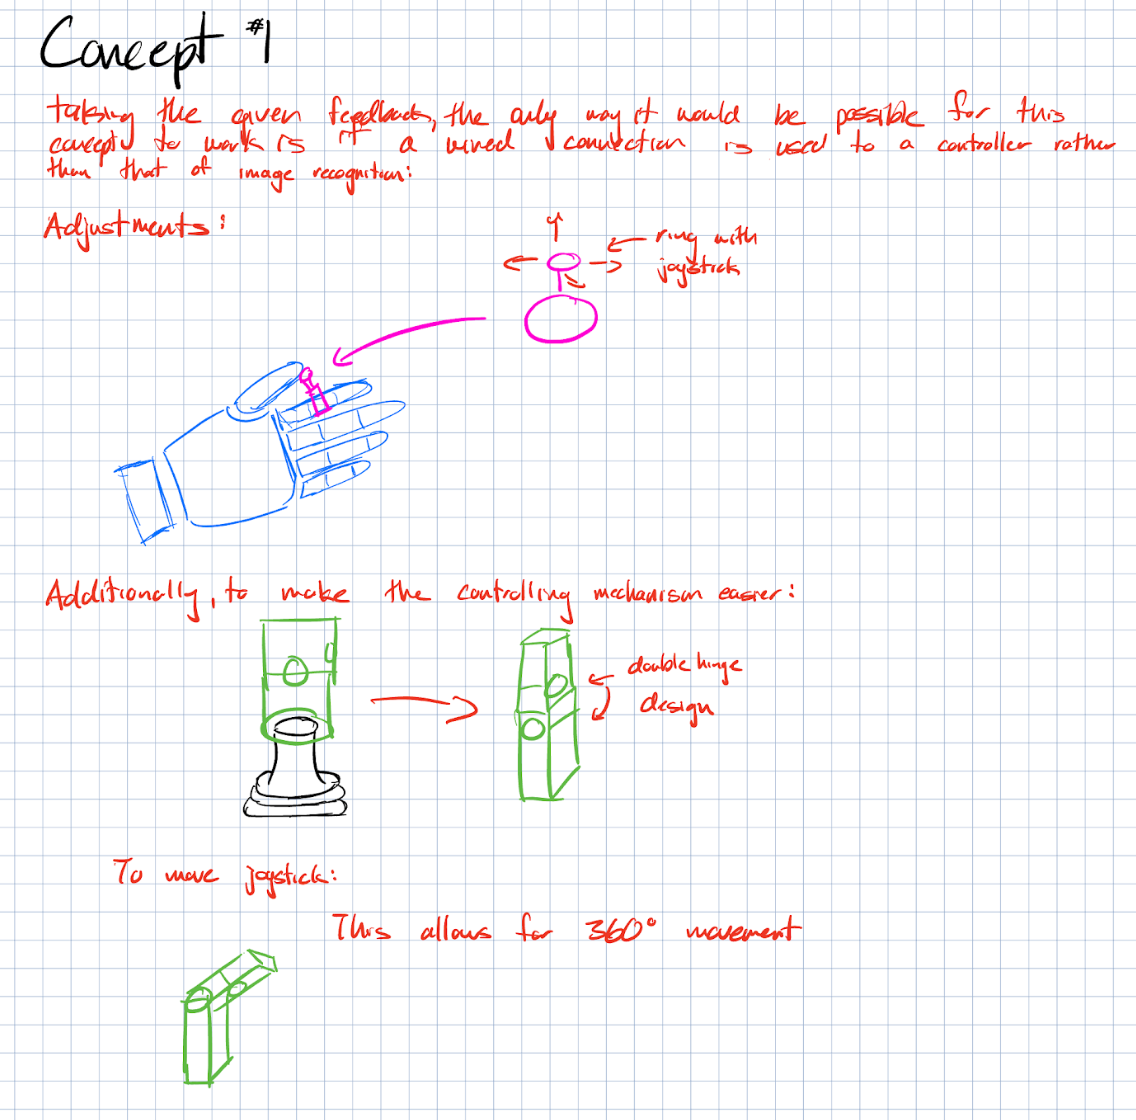 Concept #1
taking the given feedback, the only way it would be possible for this
concept to work is if a wired connection is used to a controller rather
than that of image recognition:
Adjustments:
ring with
joystick
Additionally, to make the controlling mechanism easier:
double hinge
design
To move joystick:
This allows for 360° movement